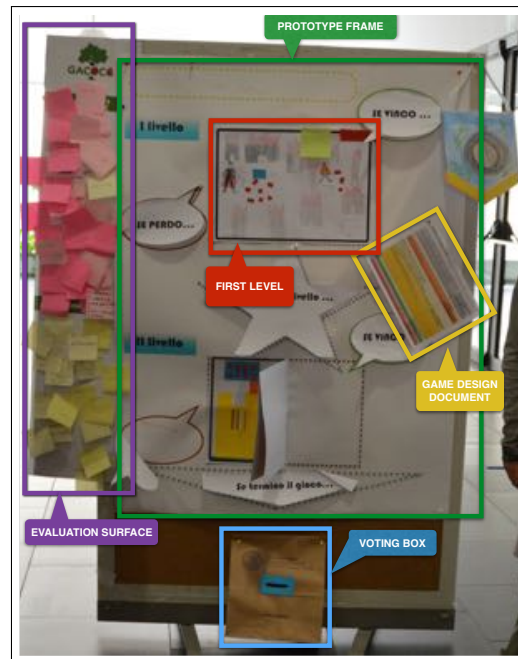 PROTOTYPE FRAME
GACOCO
SE VINCO ...
I livello
SE PERDO...
FIRST LEVEL
livello ...
SE VINCO
II livello
GAME DESIGN
DOCUMENT
Se termino il gioco...
EVALUATION SURFACE
VOTING BOX